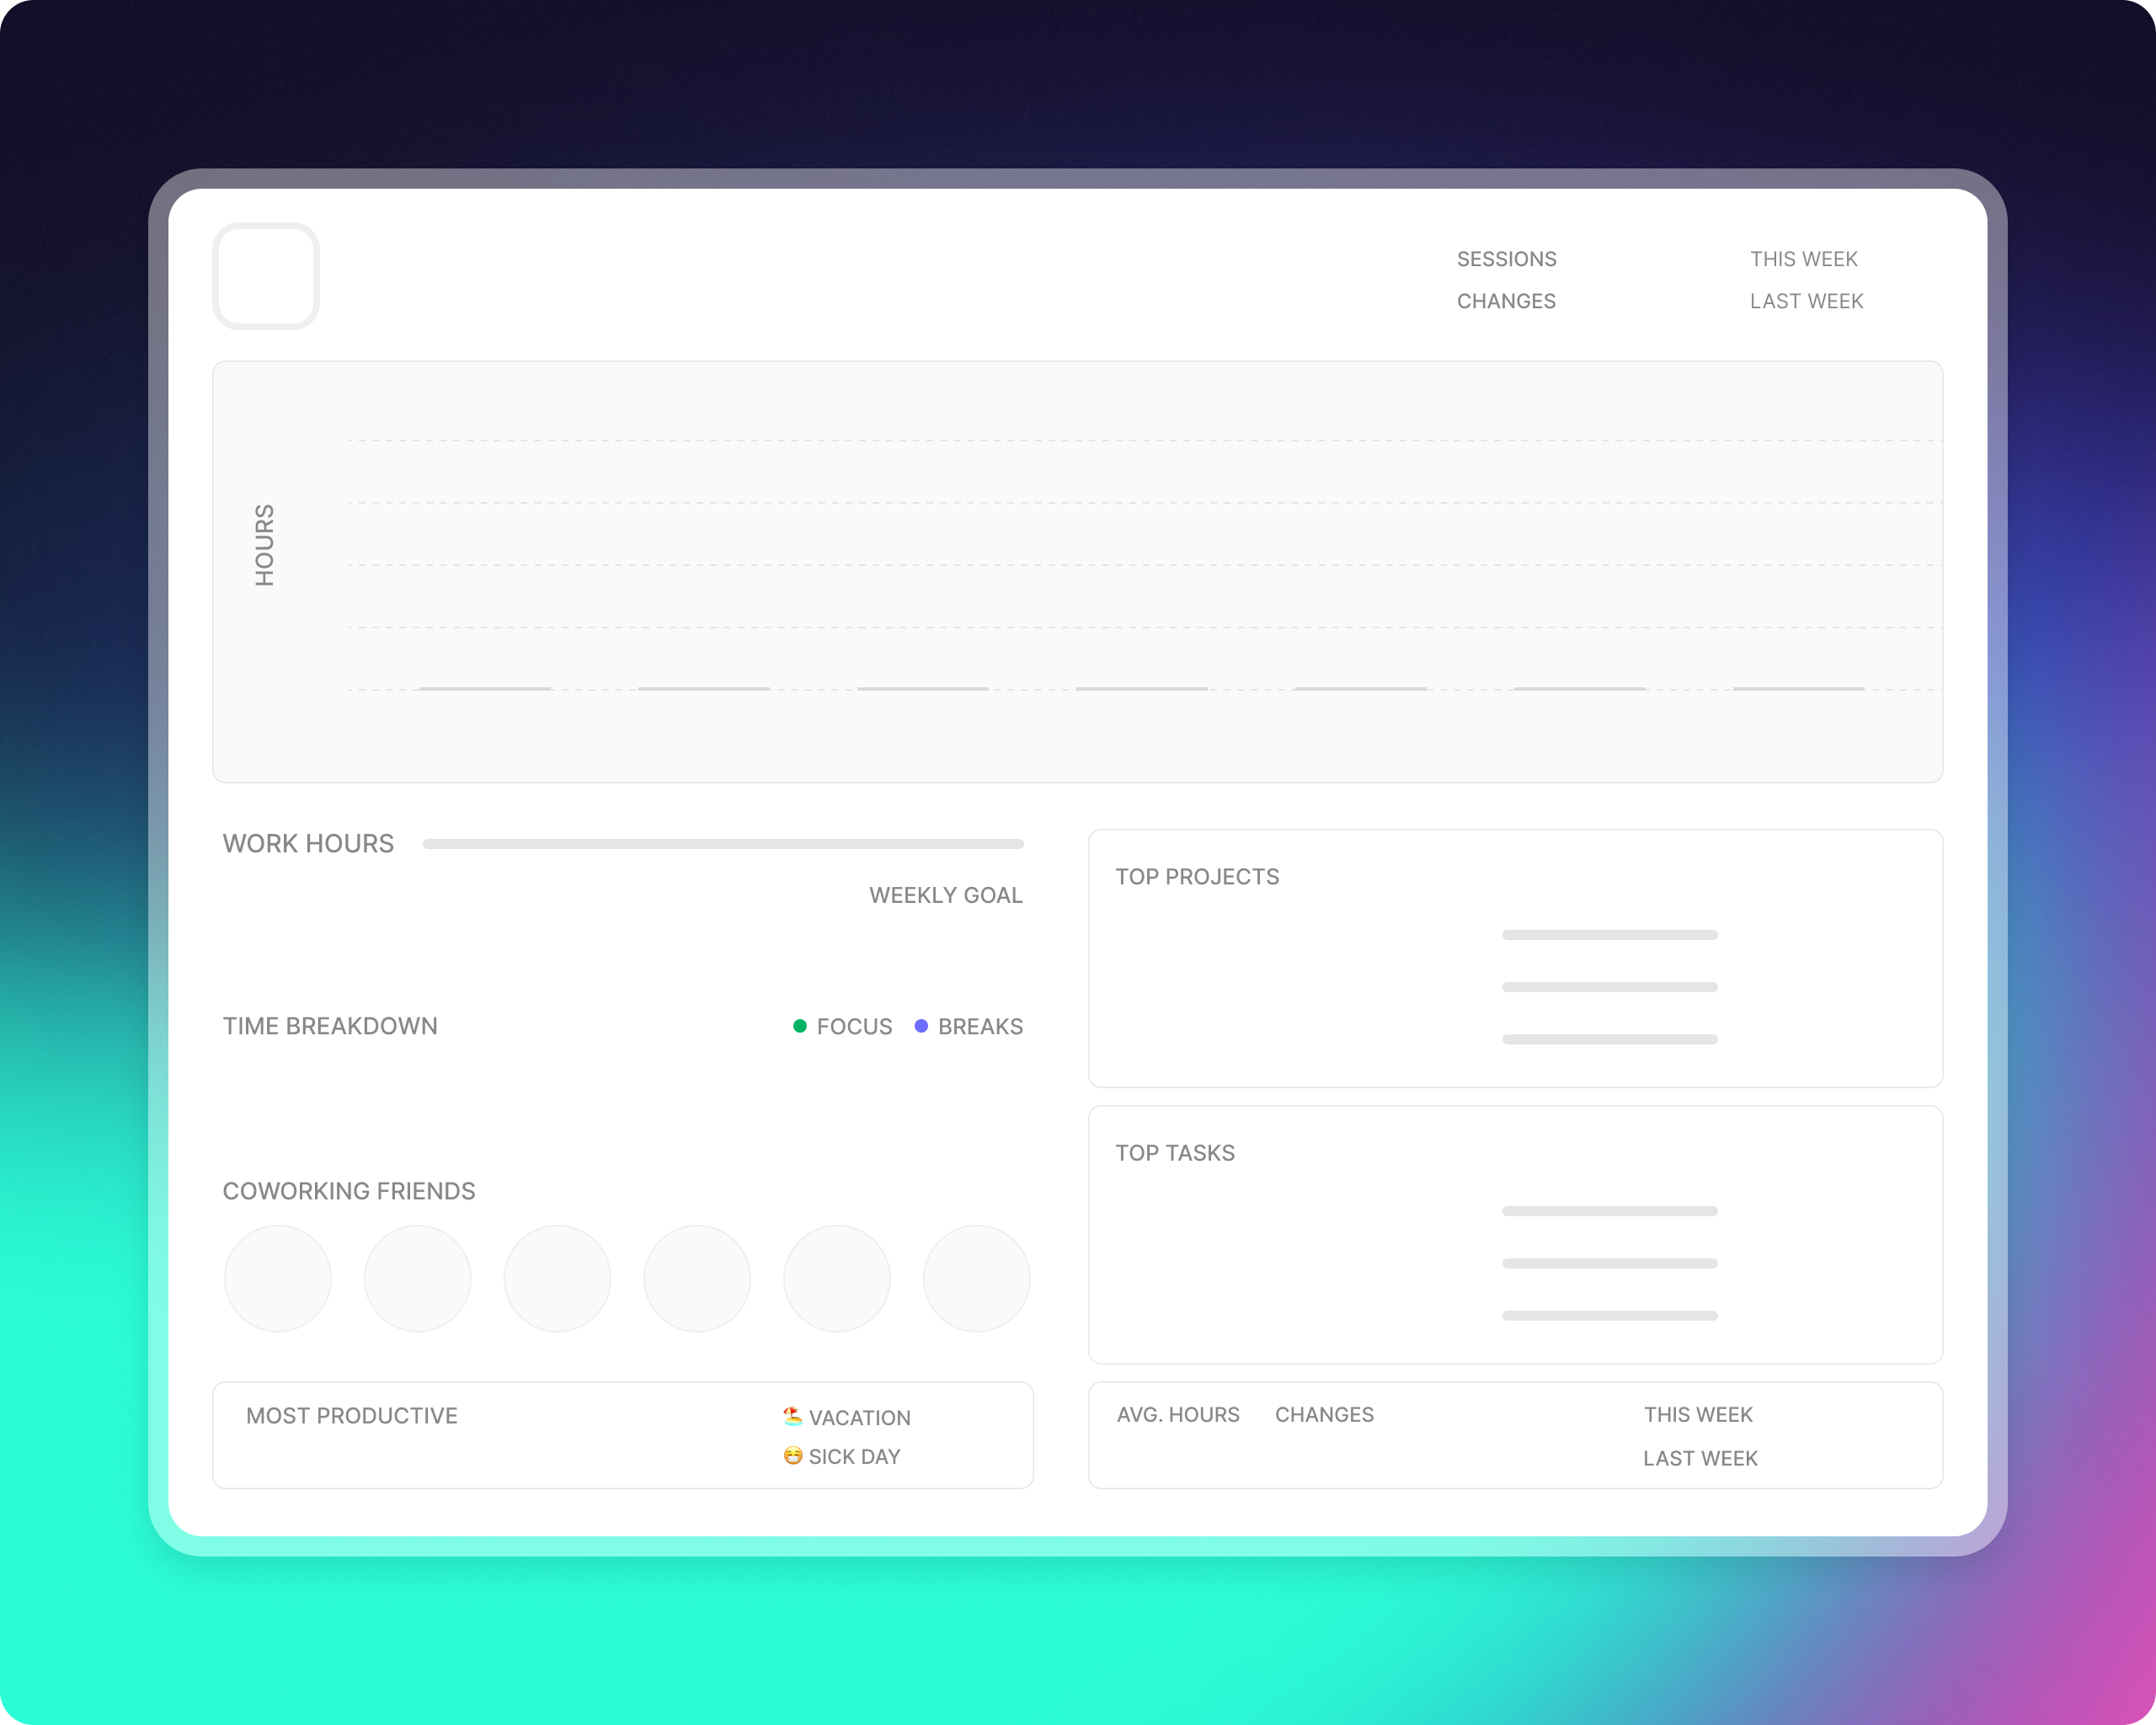 SESSIONS
THIS WEEK
CHANGES
LAST WEEK
HOURS
WORK HOURS
WEEKLY GOAL
TIME BREAKDOWN
FOCUS
BREAKS
COWORKING FRIENDS
MOST PRODUCTIVE
🏖️ VACATION
😷 SICK DAY
TOP PROJECTS
TOP TASKS
AVG. HOURS
CHANGES
THIS WEEK
LAST WEEK